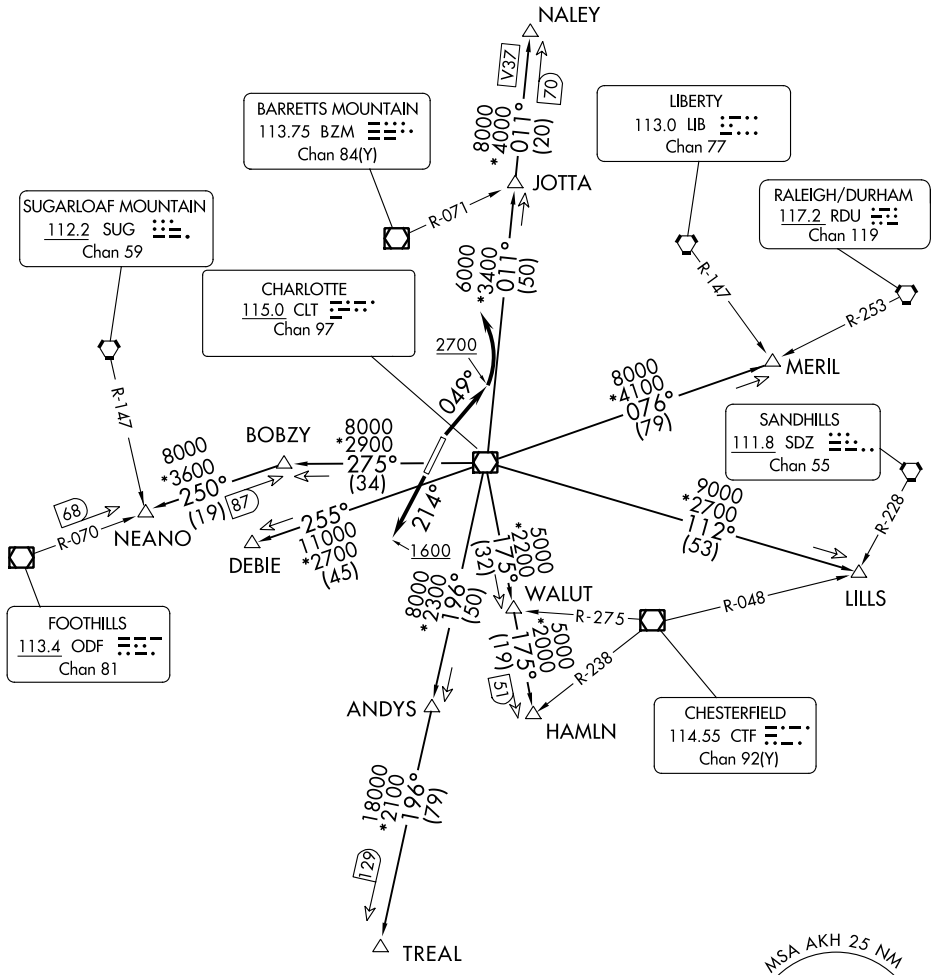 NALEY
V37
70
8000
*4000
011°
(20)
BARRETTS MOUNTAIN
113.75 BZM
Chan 84(Y)
LIBERTY
113.0 LIB
Chan 77
JOTTA
R-071
SUGARLOAF MOUNTAIN
112.2 SUG
Chan 59
RALEIGH/DURHAM
117.2 RDU
Chan 119
6000
*3400
011°
(50)
R-147
R-253
CHARLOTTE
115.0 CLT
Chan 97
2700
049°
MERIL
8000
*4100
076°
(79)
R-147
BOBZY
8000
*2900
275°
(34)
SANDHILLS
111.8 SDZ
Chan 55
8000
*3600
250°
(19)
87
68
R-070
NEANO
9000
*2700
112°
(53)
R-228
255°
11000
*2700
(45)
DEBIE
214°
1600
5000
*2200
175°
(32)
WALUT
R-275
R-048
LILLS
FOOTHILLS
113.4 ODF
Chan 81
8000
*2300
196°
(50)
5000
*2000
175°
(19)
51
R-238
ANDYS
HAMLN
CHESTERFIELD
114.55 CTF
Chan 92(Y)
18000
*2100
196°
(79)
129
TREAL
MSA AKH 25 NM